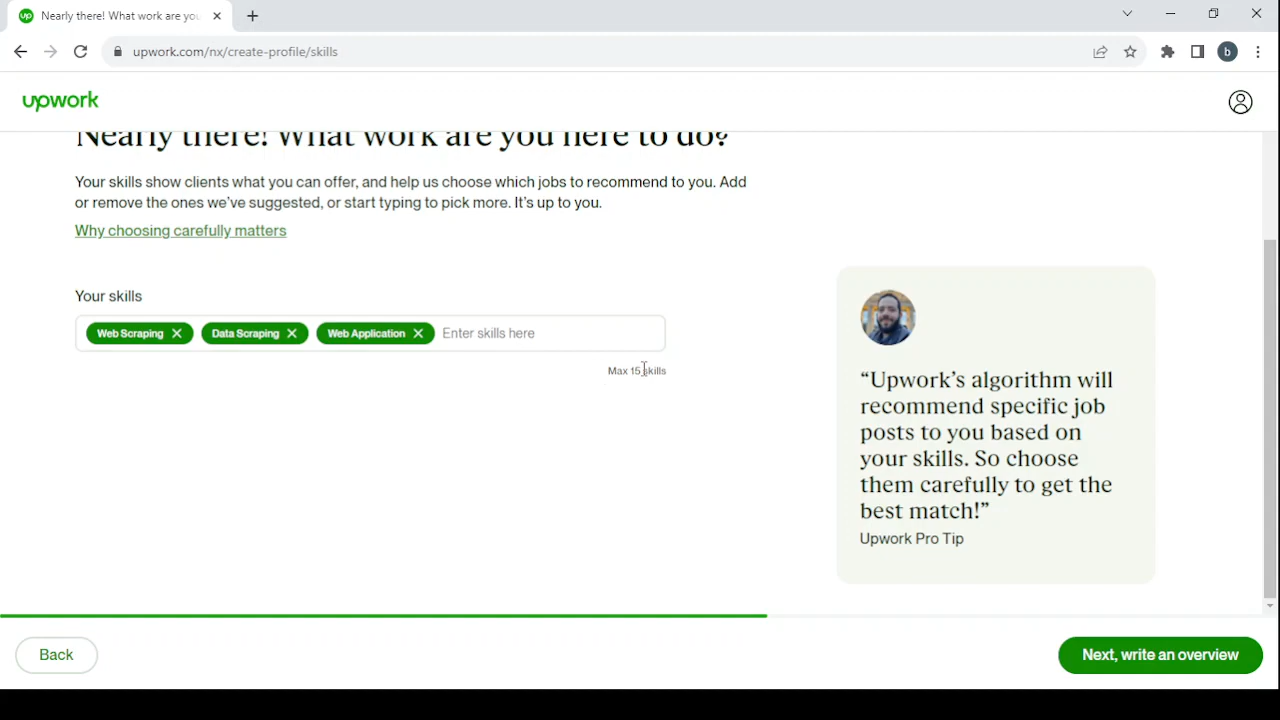 Nearly there! What work are you
upwork.com/nx/create-profile/skills
b
upwork
Nearly there! What work are you here to do?
Your skills show clients what you can offer, and help us choose which jobs to recommend to you. Add
or remove the ones we've suggested, or start typing to pick more. It's up to you.
Why choosing carefully matters
Your skills
Web Scraping
Data Scraping
Web Application
Enter skills here
Max 15 skills
“Upwork’s algorithm will
recommend specific job
posts to you based on
your skills. So choose
them carefully to get the
best match!”
Upwork Pro Tip
Back
Next, write an overview